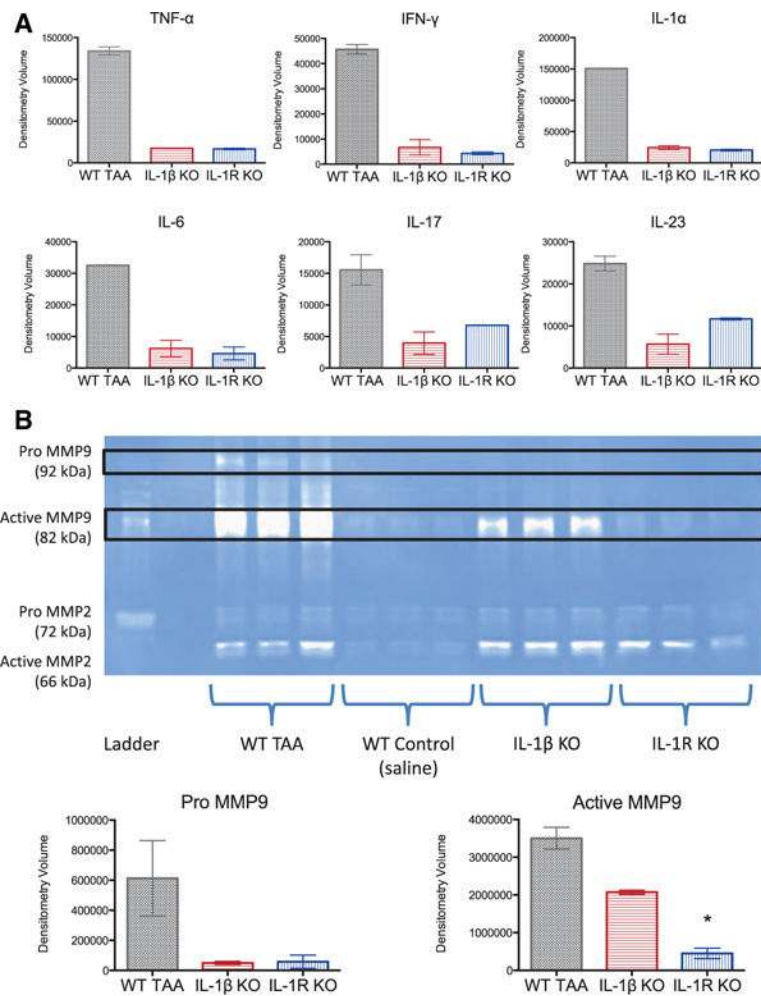 A
TNF-α
Densitometry Volume
150000
100000
50000
0
WT TAA IL-1β KO IL-1R KO
IFN-γ
Densitometry Volume
50000
40000
30000
20000
10000
0
WT TAA IL-1β KO IL-1R KO
IL-1α
Densitometry Volume
200000
150000
100000
50000
0
WT TAA IL-1β KO IL-1R KO
IL-6
Densitometry Volume
40000
30000
20000
10000
0
WT TAA IL-1β KO IL-1R KO
IL-17
Densitometry Volume
20000
15000
10000
5000
0
WT TAA IL-1β KO IL-1R KO
IL-23
Densitometry Volume
30000
20000
10000
0
WT TAA IL-1β KO IL-1R KO
B
Pro MMP9
(92 kDa)
Active MMP9
(82 kDa)
Pro MMP2
(72 kDa)
Active MMP2
(66 kDa)
Ladder WT TAA WT Control IL-1β KO IL-1R KO
(saline)
Pro MMP9
Densitometry Volume
1000000
800000
600000
400000
200000
0
WT TAA IL-1β KO IL-1R KO
Active MMP9
Densitometry Volume
4000000
3000000
2000000
1000000
0
*
WT TAA IL-1β KO IL-1R KO